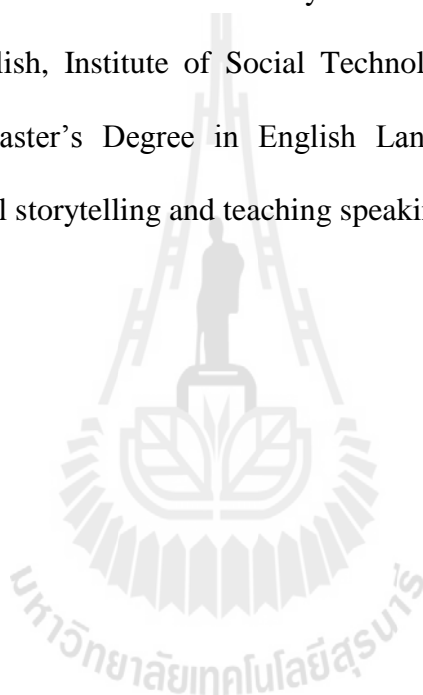 lish, Institute of Social Technol
aster's Degree in English Lan
l storytelling and teaching speakin
มหาวิทยาลัยเทคโนโลยีสุรนารี